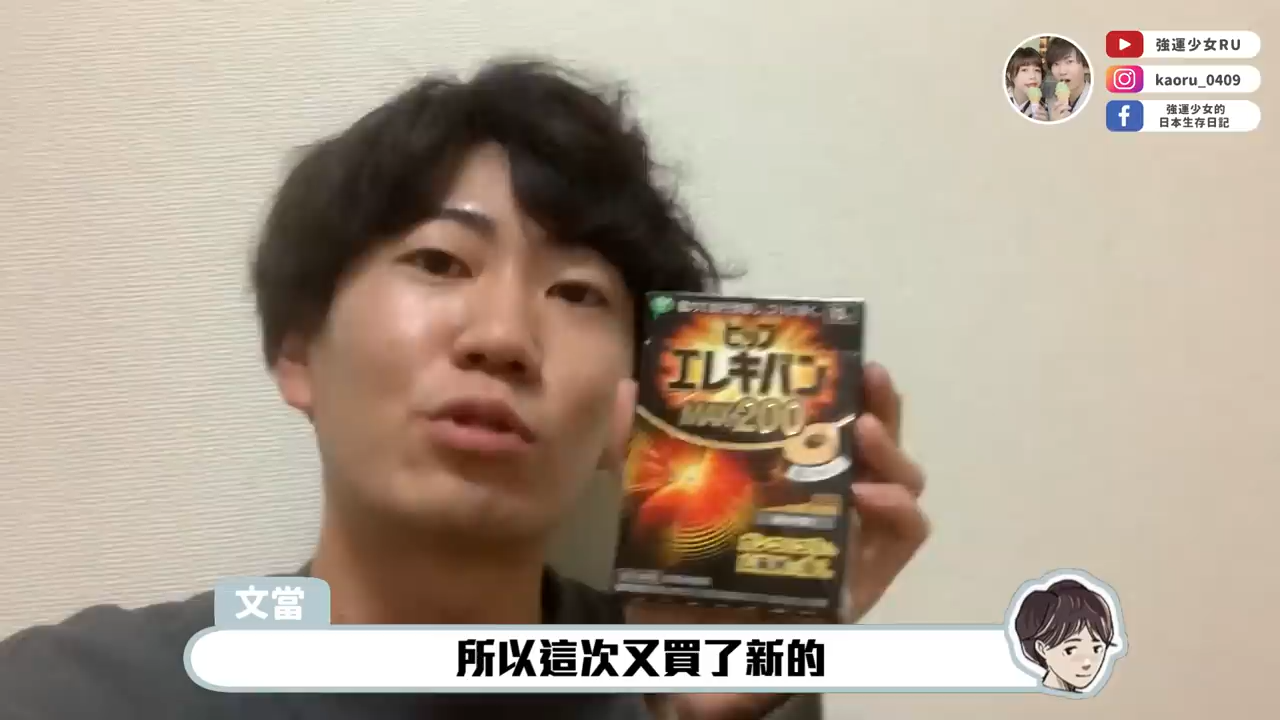 強運少女RU
kaoru_0409
強運少女的
日本生存日記
ピップ
エレキバン
MAX200
文當
所以這次又買了新的